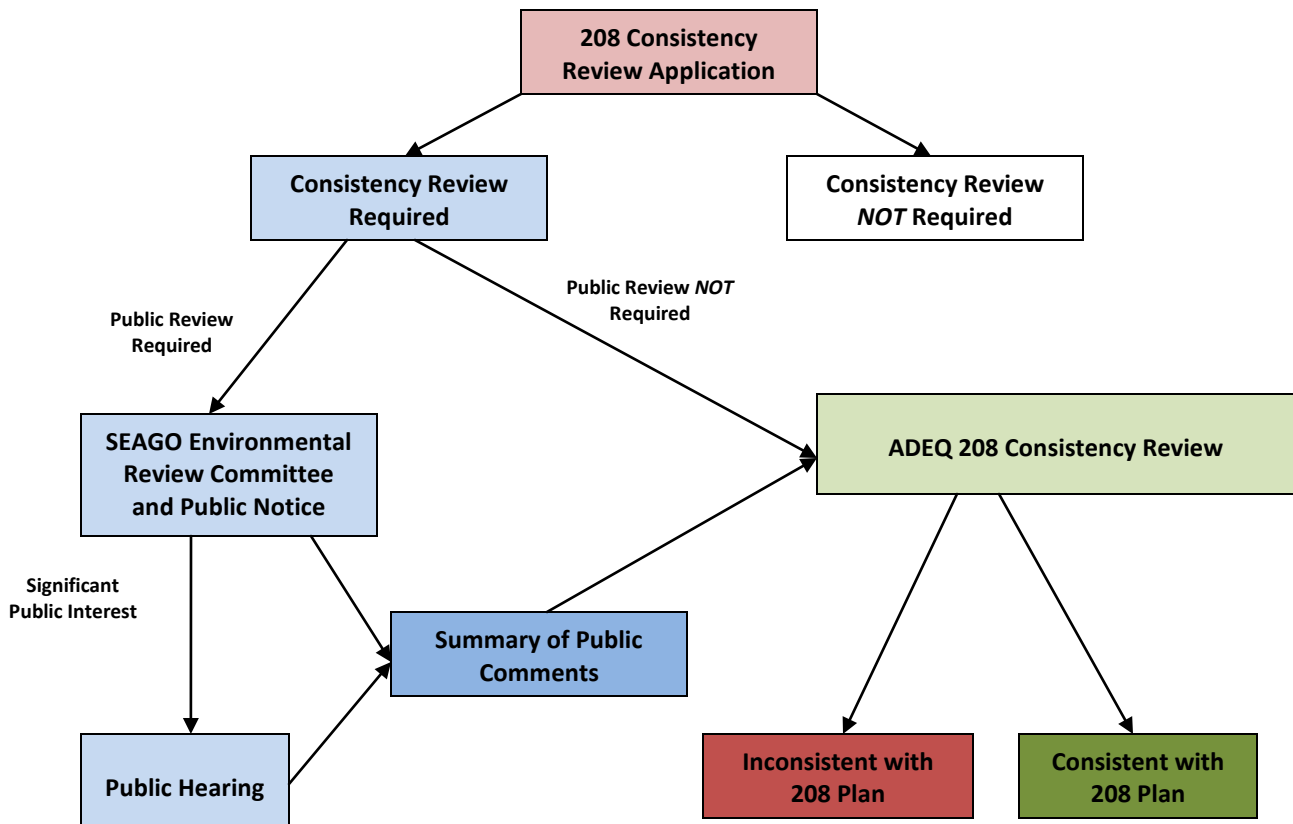 208 Consistency
Review Application
Consistency Review
Required
Consistency Review
NOT Required
Public Review
Required
Public Review NOT
Required
SEAGO Environmental
Review Committee
and Public Notice
ADEQ 208 Consistency Review
Significant
Public Interest
Summary of Public
Comments
Public Hearing
Inconsistent with
208 Plan
Consistent with
208 Plan